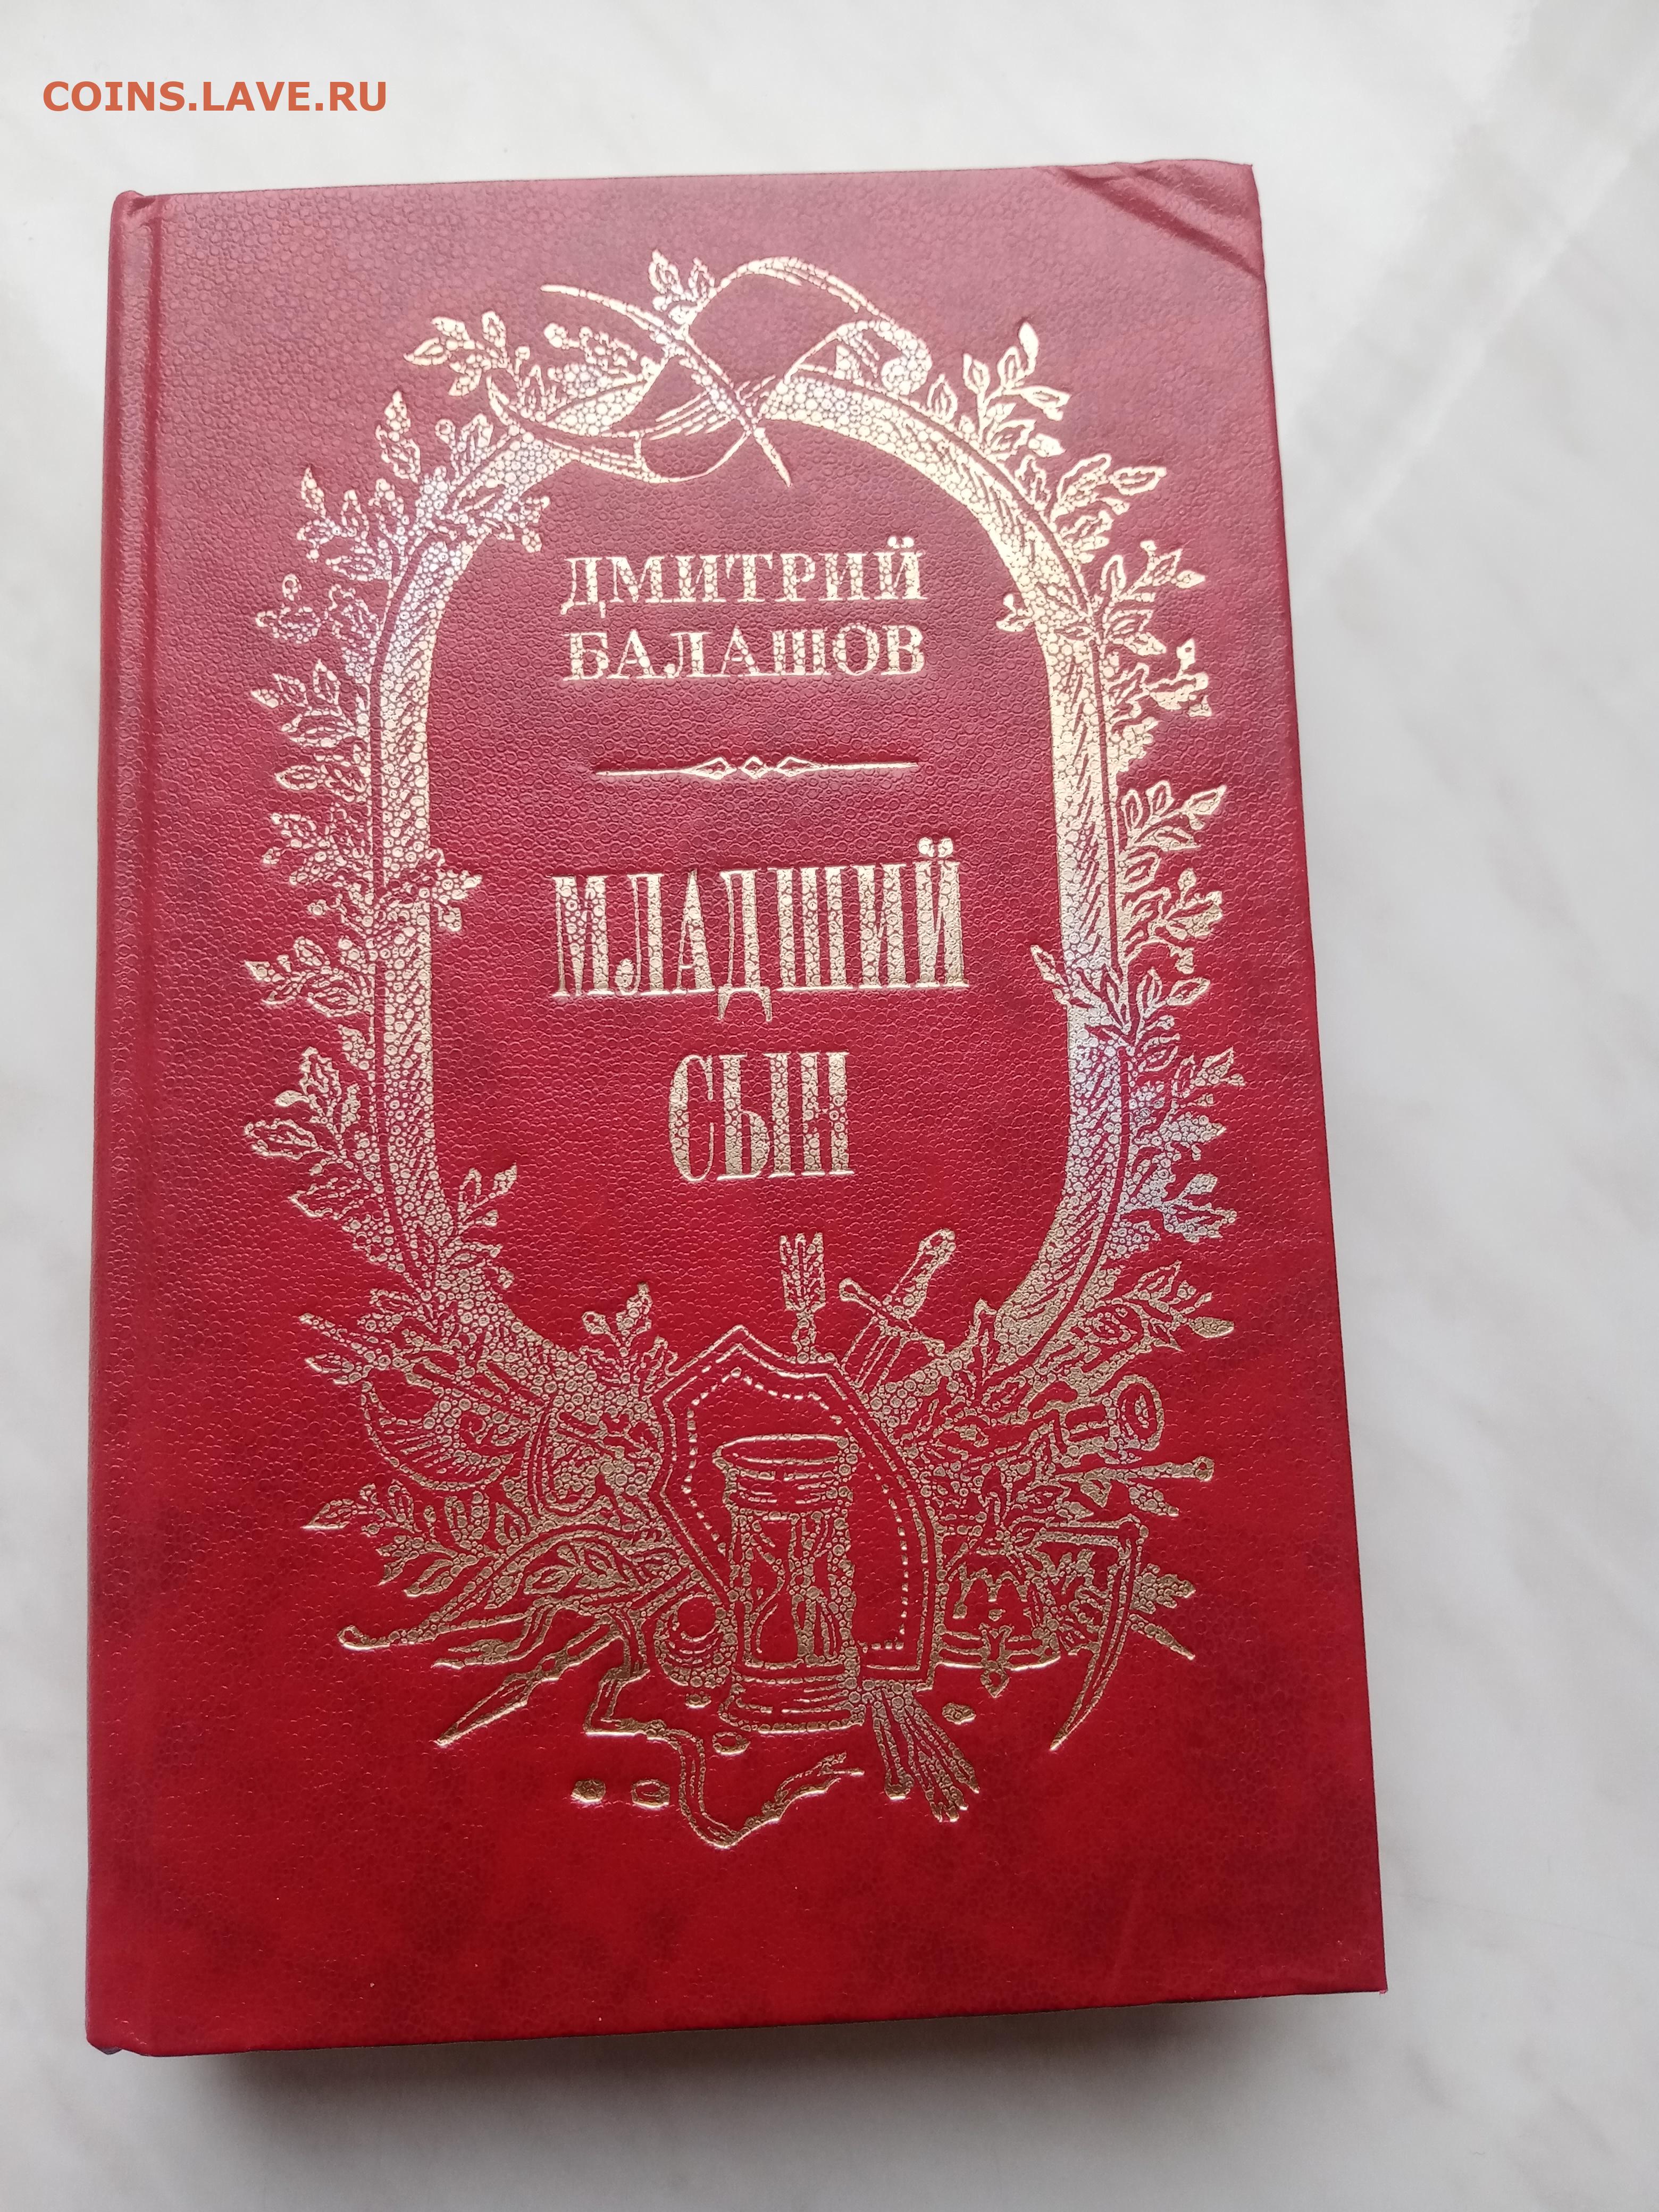 COINS.LAVE.RU
ДМИТРИЙ
БАЛАШОВ
МЛАДШИЙ
СЫН